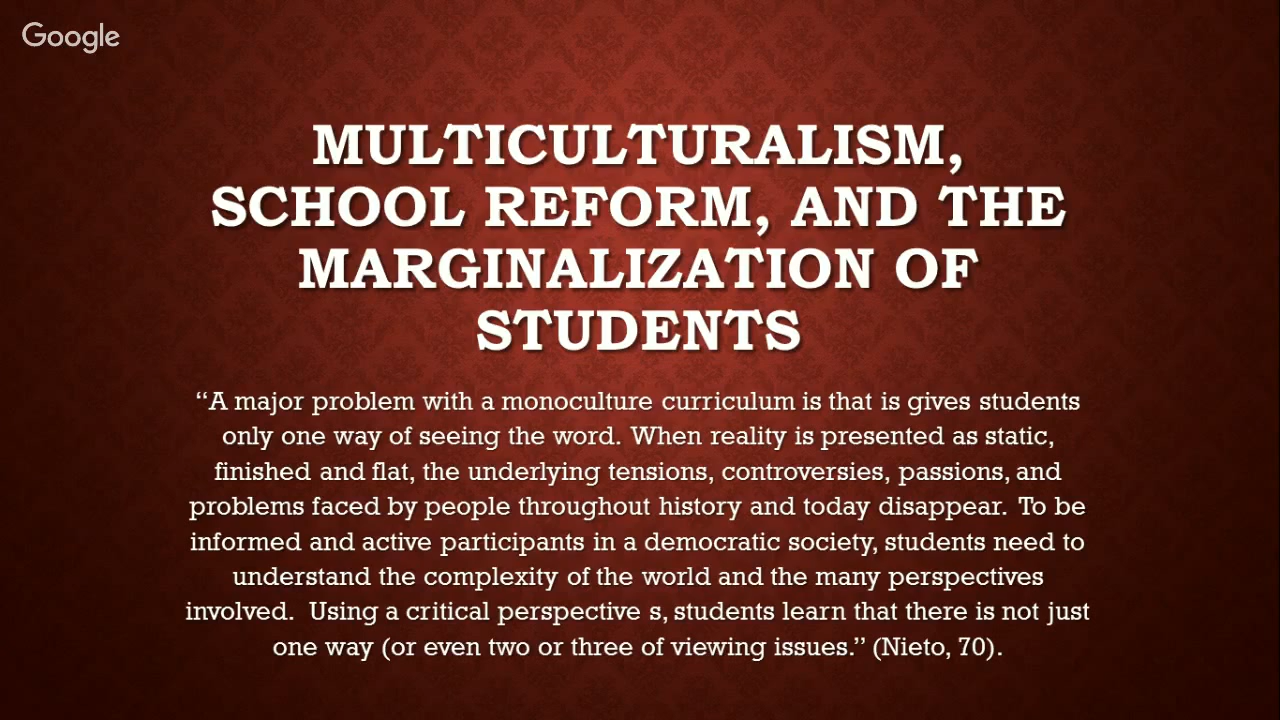 Google
MULTICULTURALISM,
SCHOOL REFORM, AND THE
MARGINALIZATION OF
STUDENTS
“A major problem with a monoculture curriculum is that is gives students
only one way of seeing the word. When reality is presented as static,
finished and flat, the underlying tensions, controversies, passions, and
problems faced by people throughout history and today disappear. To be
informed and active participants in a democratic society, students need to
understand the complexity of the world and the many perspectives
involved. Using a critical perspective s, students learn that there is not just
one way (or even two or three of viewing issues.” (Nieto, 70).